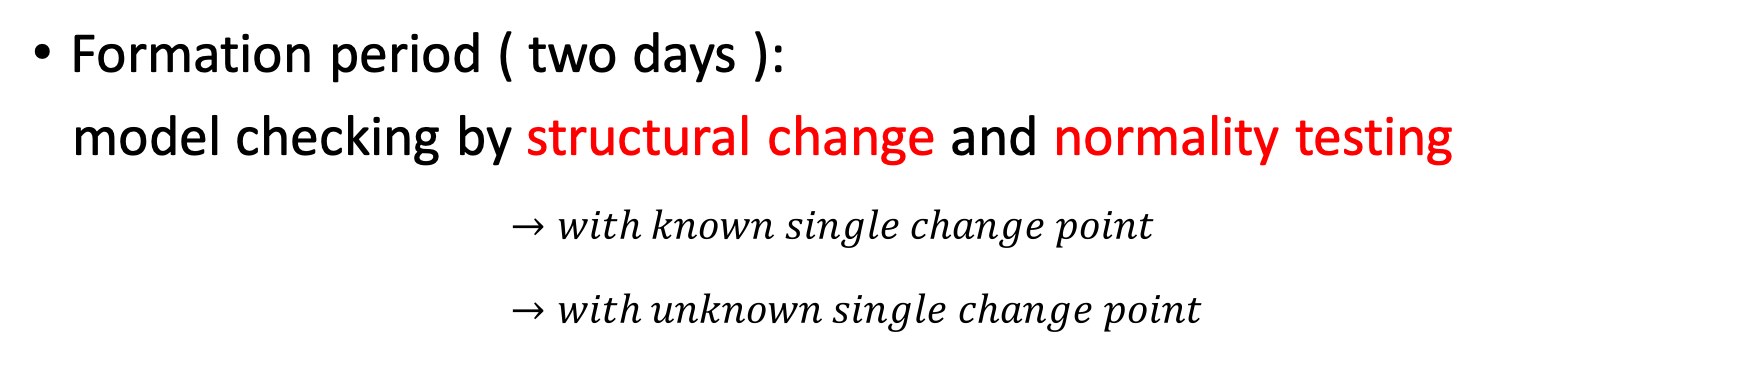 • Formation period ( two days ):
model checking by structural change and normality testing
→ with known single change point
→ with unknown single change point